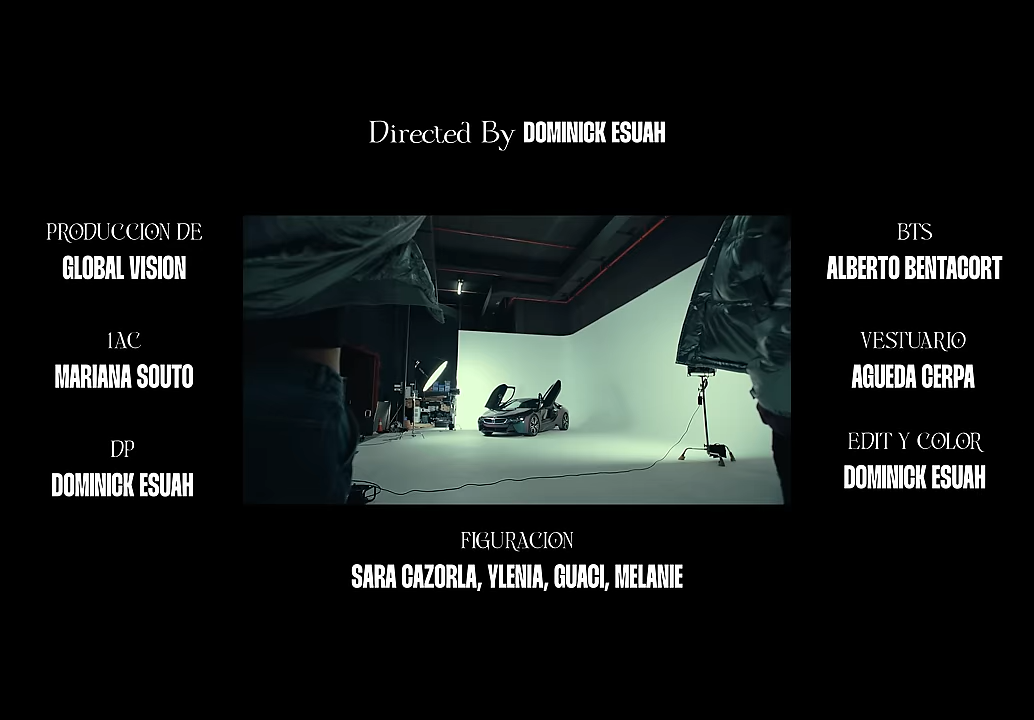 Directed By DOMINICK ESUAH
PRODUCCION DE
GLOBAL VISION
1AC
MARIANA SOUTO
DP
DOMINICK ESUAH
BTS
ALBERTO BENTACORT
VESTUARIO
AGUEDA CERPA
EDIT Y COLOR
DOMINICK ESUAH
FIGURACION
SARA CAZORLA, YLENIA, GUACI, MELANIE